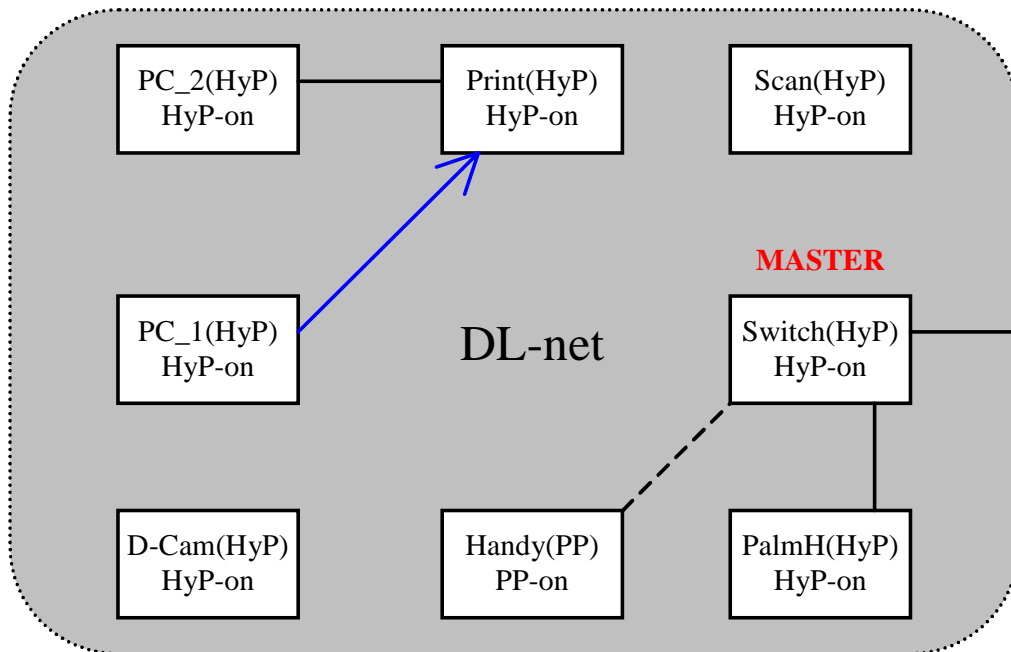 PC_2(HyP)
HyP-on
Print(HyP)
HyP-on
Scan(HyP)
HyP-on
MASTER
PC_1(HyP)
HyP-on
DL-net
Switch(HyP)
HyP-on
D-Cam(HyP)
HyP-on
Handy(PP)
PP-on
PalmH(HyP)
HyP-on